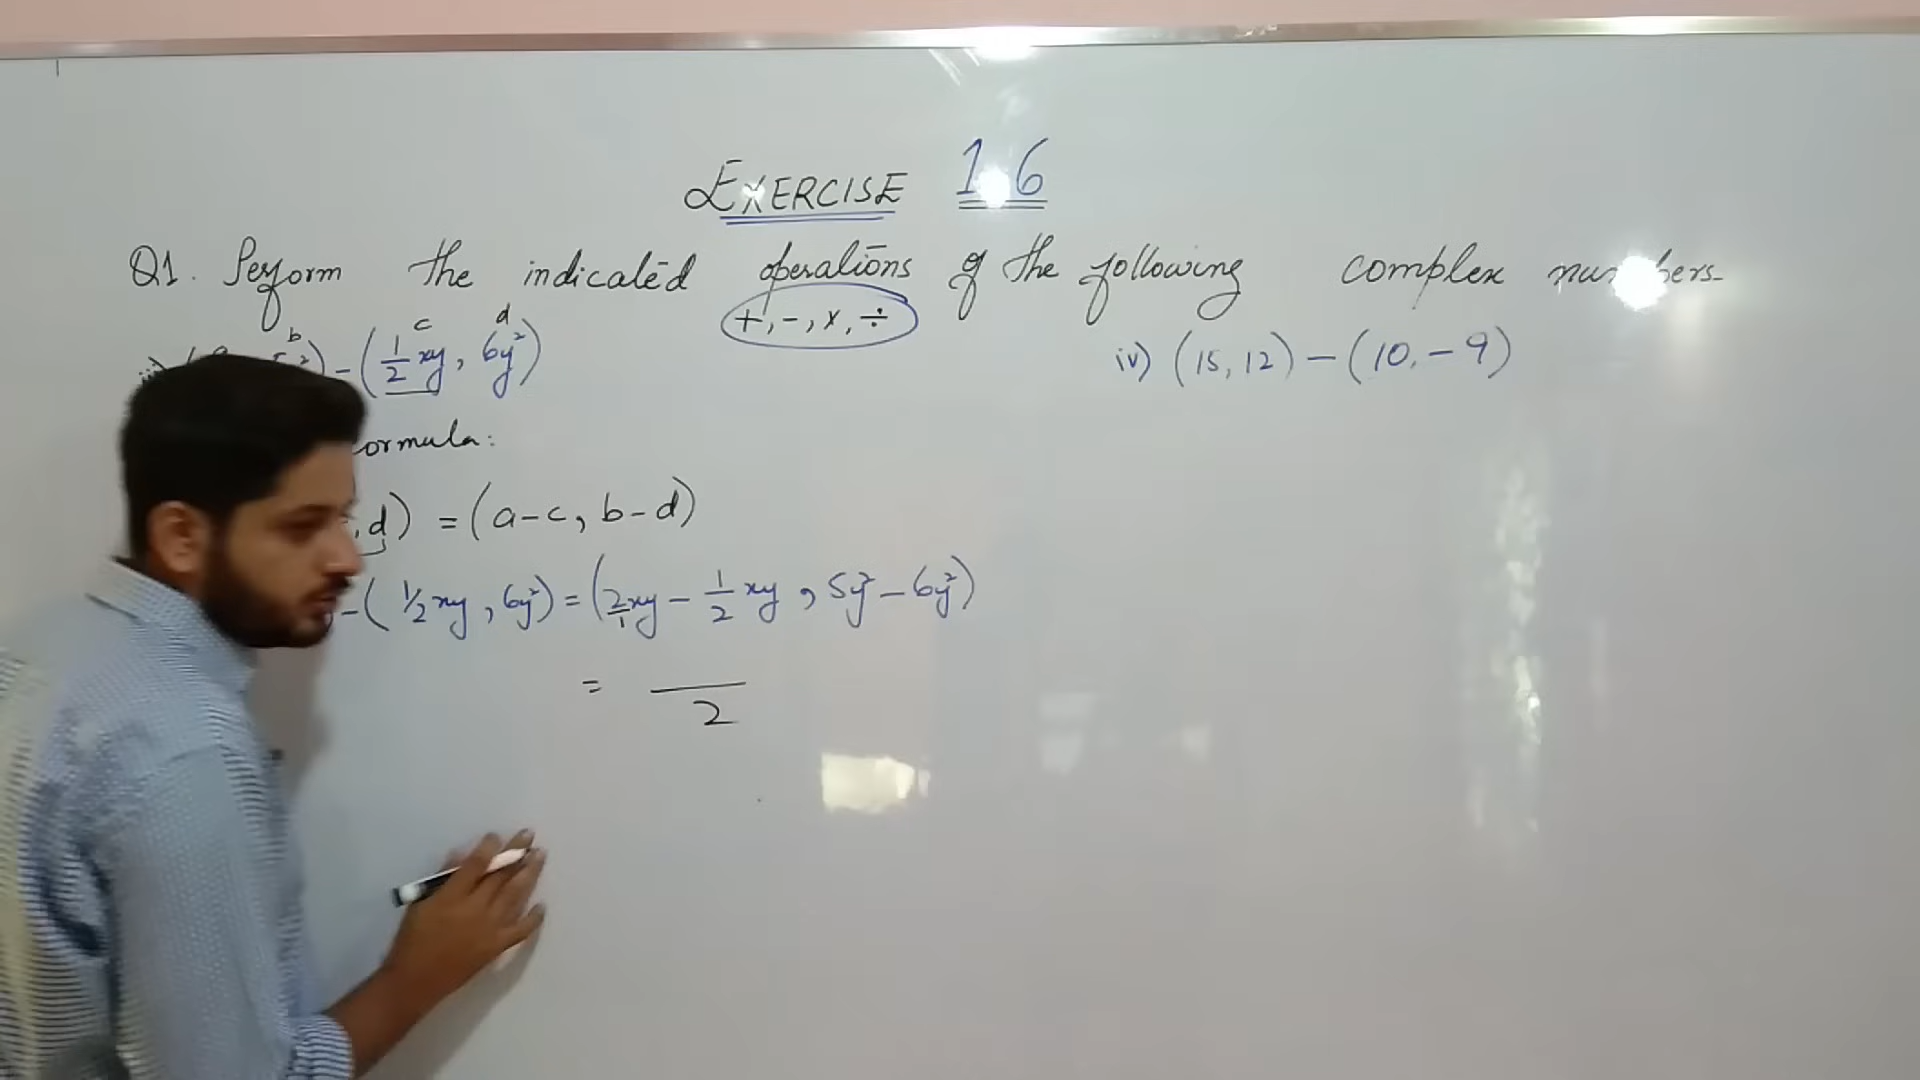 EXERCISE 1.6
Q1. Perform the indicated operations of the following complex numbers.
+, -, x, ÷
b c d
) - (1/2 xy, 6y²)
iv) (15, 12) - (10, -9)
ormula:
, d) = (a-c, b-d)
- (1/2 xy, 6y²) = (2/1 xy - 1/2 xy, 5y² - 6y²)
= /2